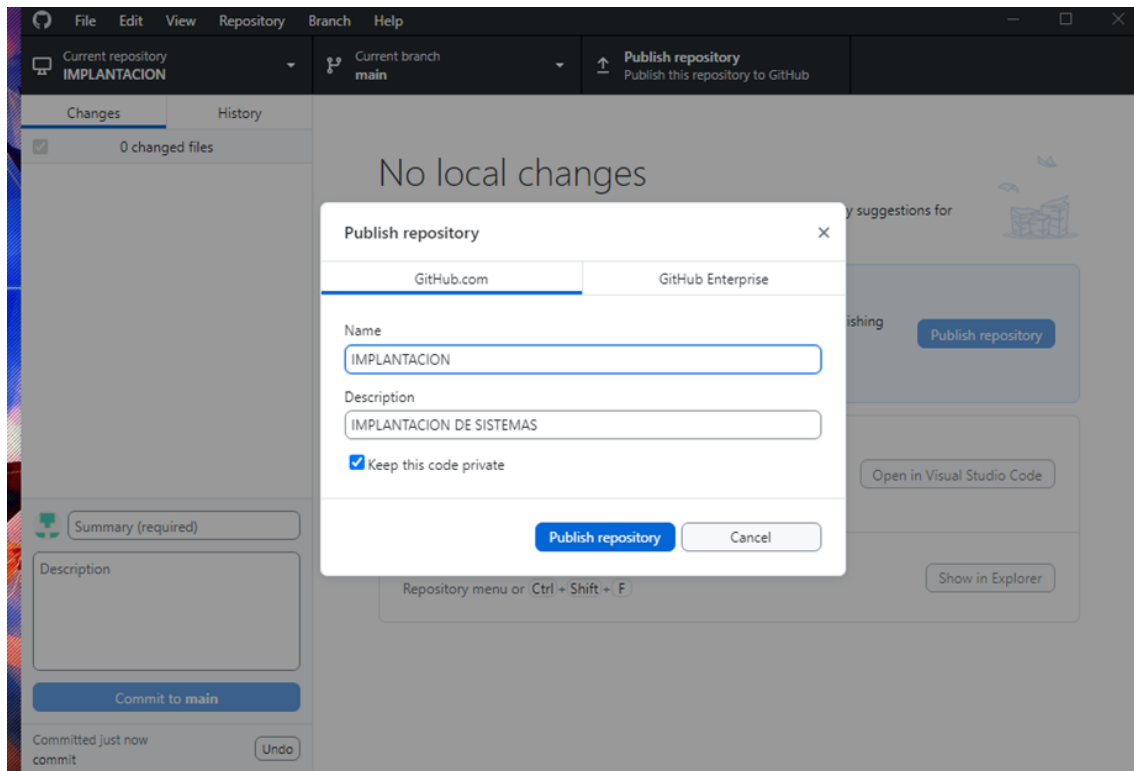 File Edit View Repository Branch Help
Current repository
IMPLANTACION
Current branch
main
Publish repository
Publish this repository to GitHub
Changes History
0 changed files
No local changes
y suggestions for
Publish repository
GitHub.com GitHub Enterprise
Name
IMPLANTACION
Description
IMPLANTACION DE SISTEMAS
Keep this code private
Publish repository Cancel
ishing
Publish repository
Open in Visual Studio Code
Repository menu or Ctrl + Shift + F
Show in Explorer
Summary (required)
Description
Commit to main
Committed just now
commit
Undo